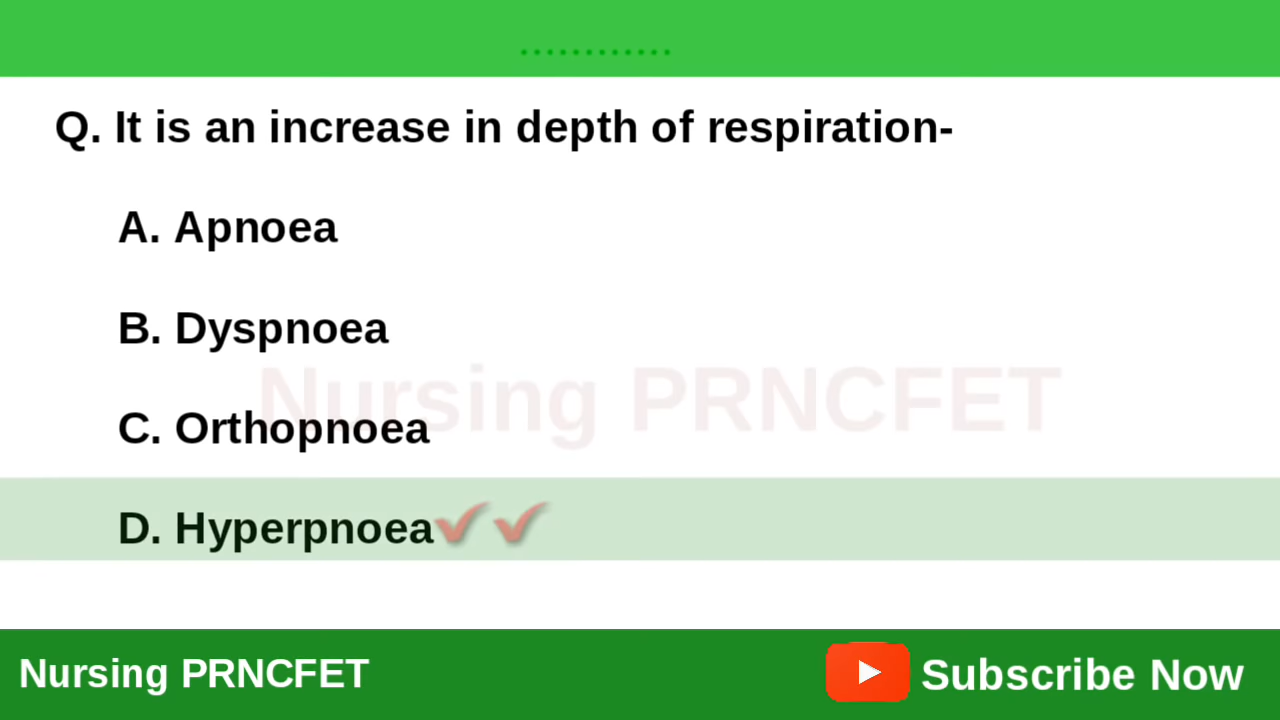 Q. It is an increase in depth of respiration-
A. Apnoea
B. Dyspnoea
Nursing PRNCFET
C. Orthopnoea
D. Hyperpnoea
Nursing PRNCFET
Subscribe Now